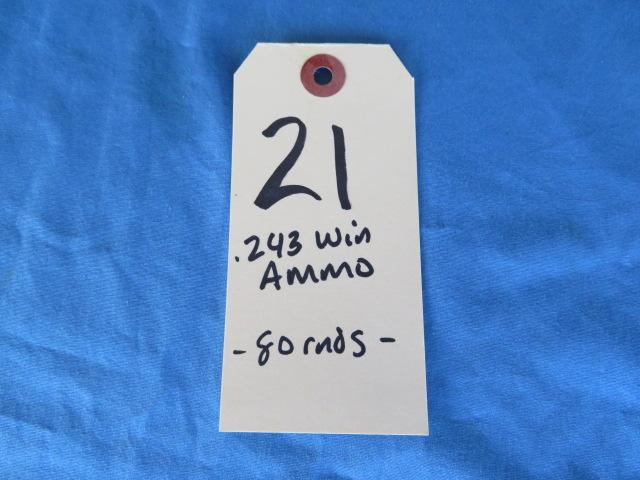 21
.243 Win
Ammo
- 80 rnds -